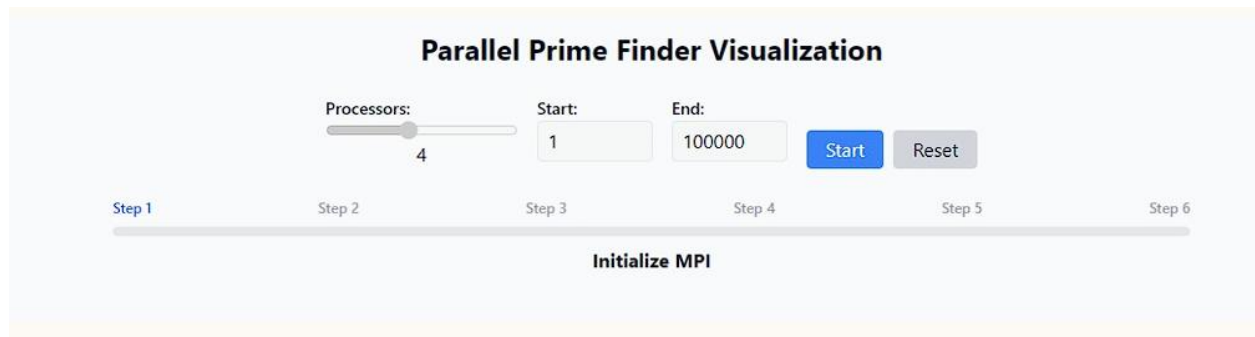 Parallel Prime Finder Visualization
Processors: Start: End:
1 100000 Start Reset
4
Step 1 Step 2 Step 3 Step 4 Step 5 Step 6
Initialize MPI